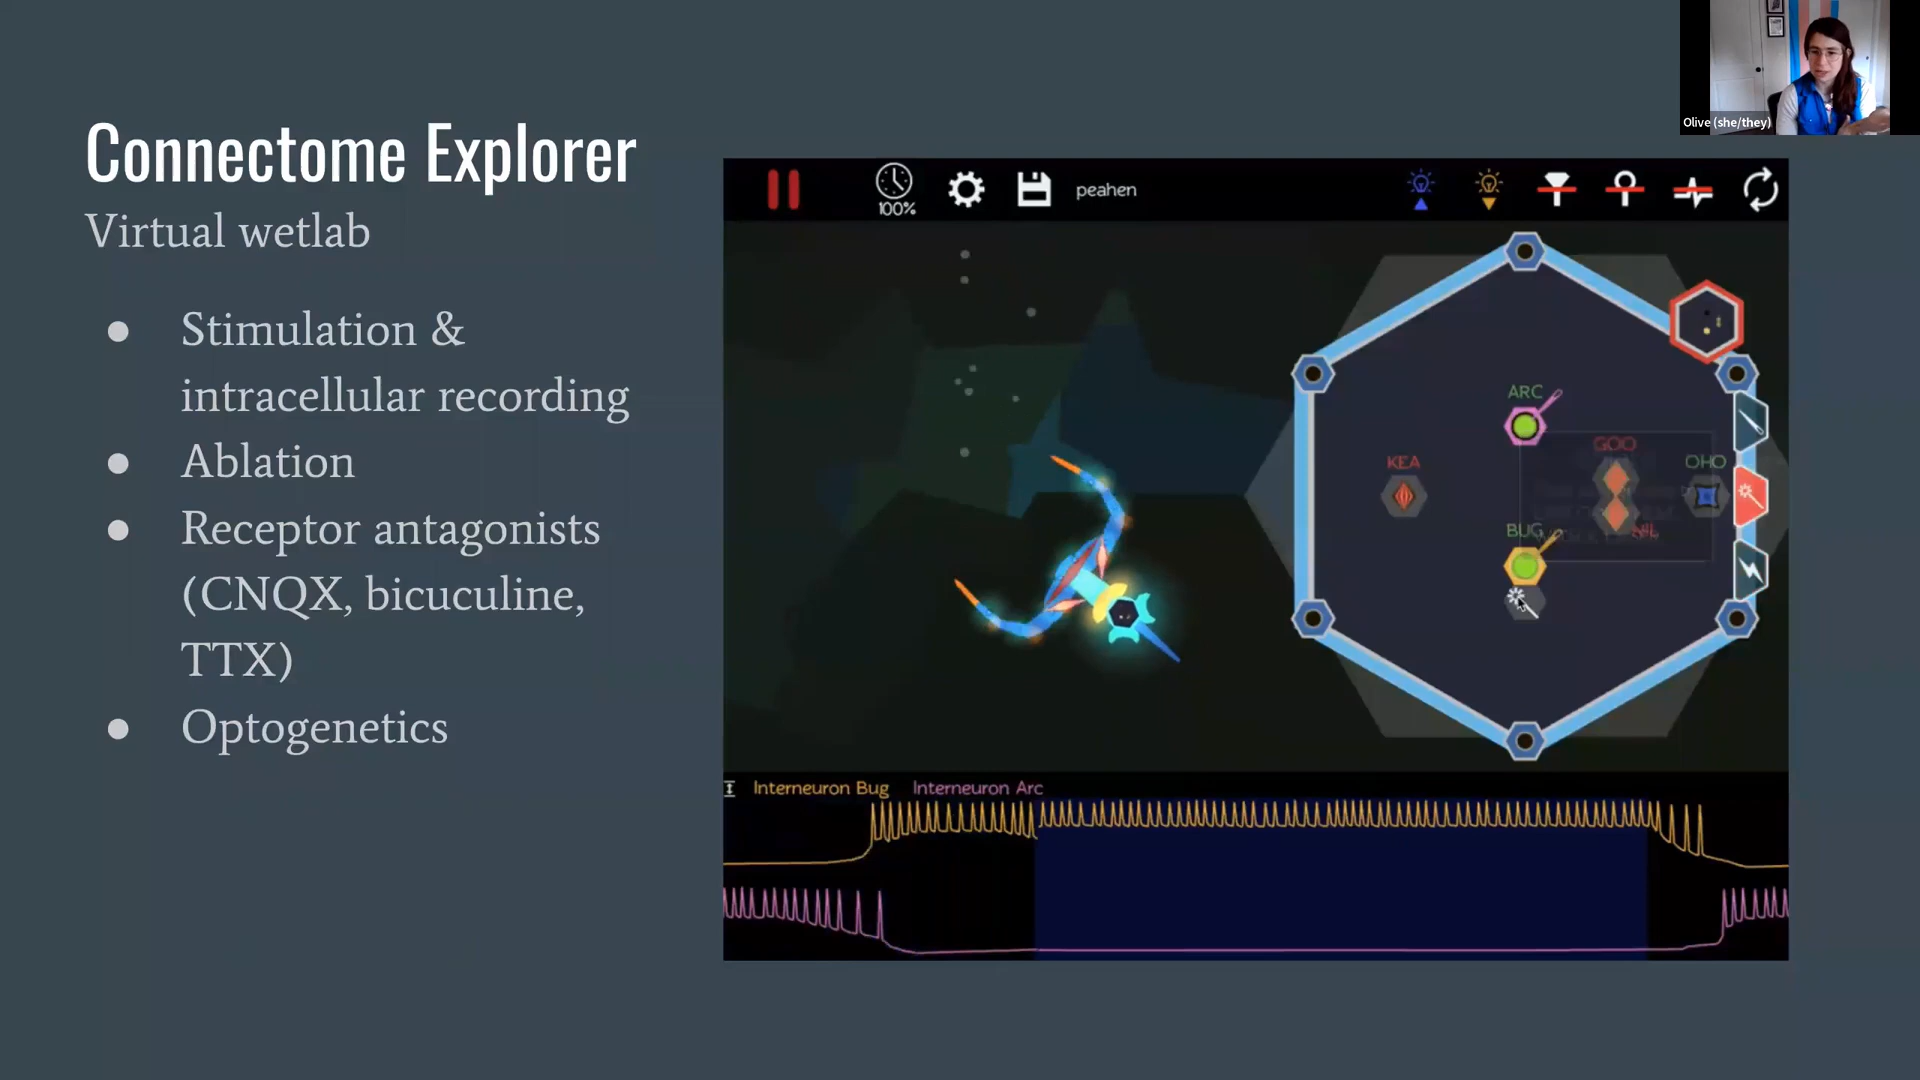 Olive (she/they)
Connectome Explorer
Virtual wetlab
● Stimulation &
intracellular recording
● Ablation
● Receptor antagonists
(CNQX, bicuculine,
TTX)
● Optogenetics
100%
peahen
ARC
GOO
KEA
OHO
BUG
NIL
Interneuron Bug Interneuron Arc